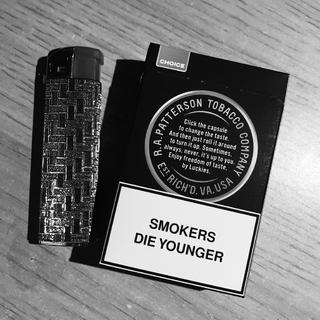 CHOICE
R.A. PATTERSON TOBACCO COMPANY
Click the capsule
to change the taste.
And then just roll it around
to turn it up. Sometimes,
always, never, it's up to you.
Enjoy freedom of taste,
by Luckies.
EST RICH'D. VA. USA
SMOKERS
DIE YOUNGER